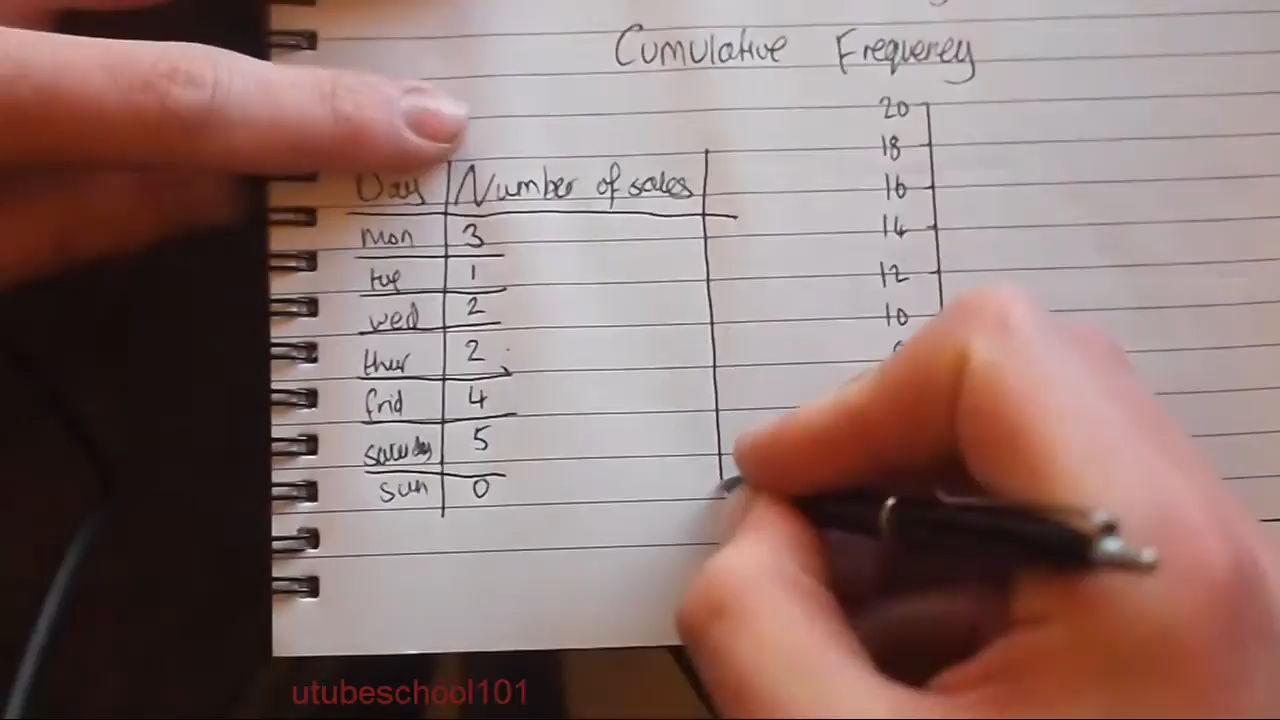 Cumulative Frequency
Day Number of sales
mon 3
tue 1
wed 2
thur 2
frid 4
saturday 5
sun 0
20
18
16
14
12
10
utubeschool101